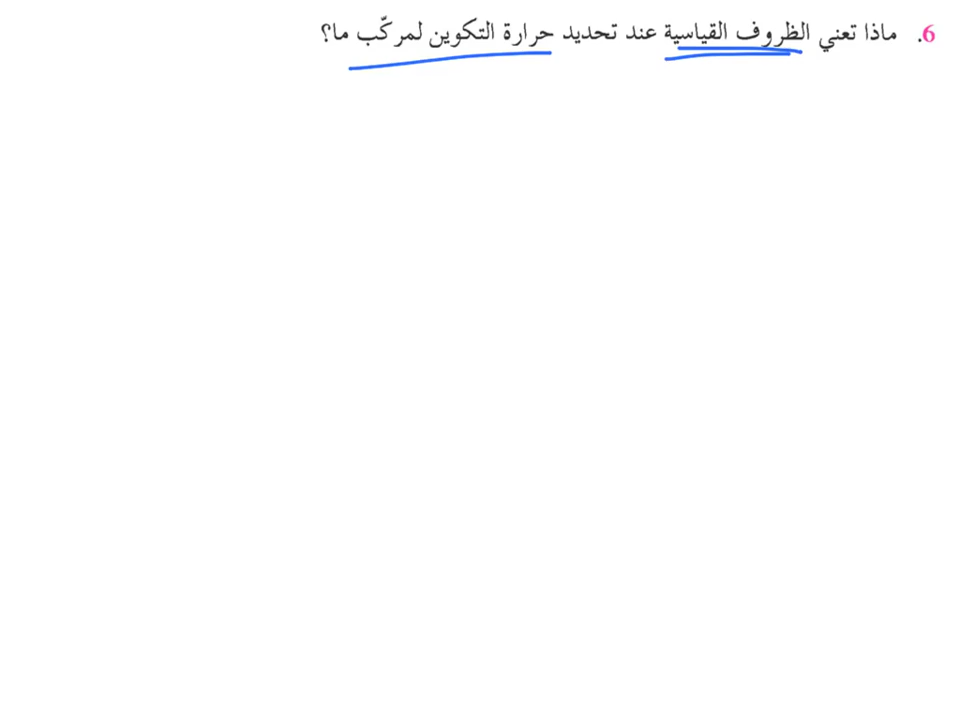 6. ماذا تعني الظروف القياسية عند تحديد حرارة التكوين لمركّب ما؟